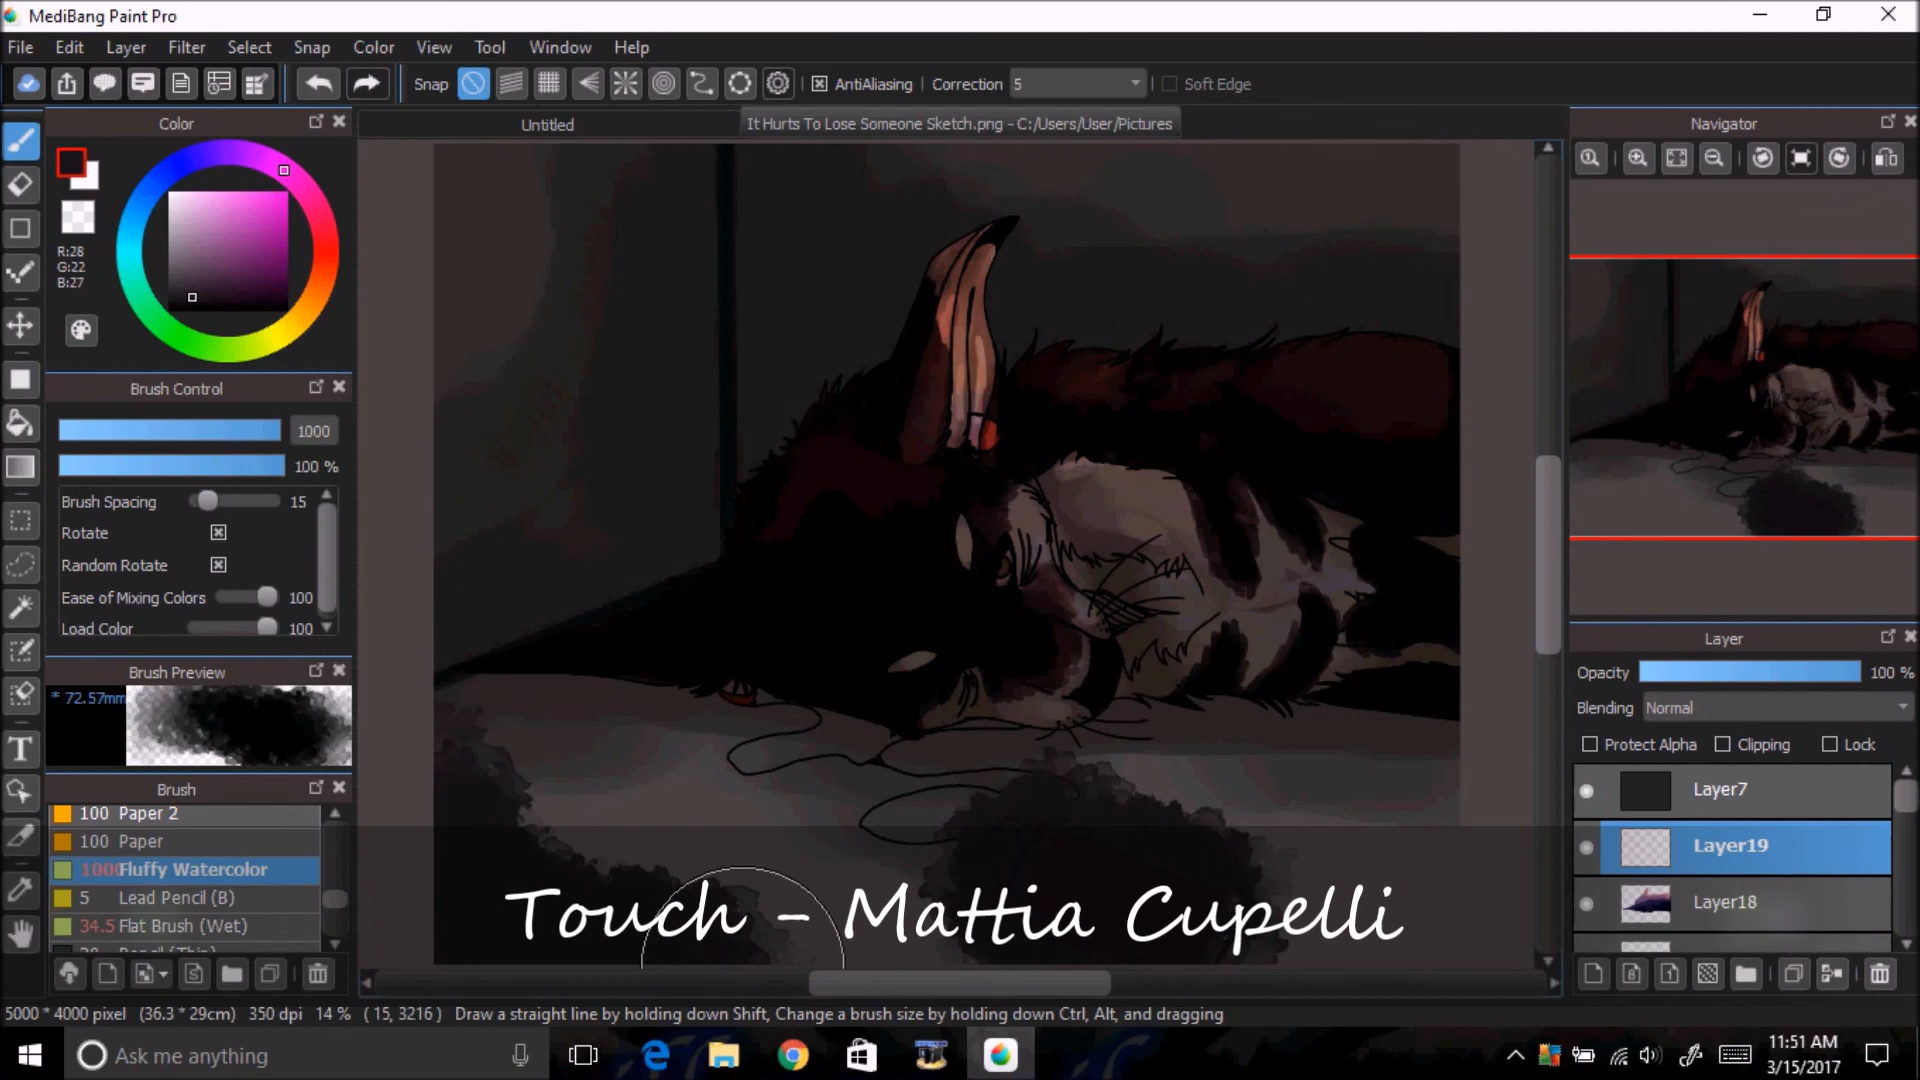 MediBang Paint Pro
File Edit Layer Filter Select Snap Color View Tool Window Help
Snap AntiAliasing Correction 5 Soft Edge
Color
Untitled
It Hurts To Lose Someone Sketch.png - C:/Users/User/Pictures
Navigator
R:28
G:22
B:27
Brush Control
1000
100 %
Brush Spacing 15
Rotate
Random Rotate
Ease of Mixing Colors 100
Load Color 100
Brush Preview
* 72.57mm
Brush
100 Paper 2
100 Paper
1000 Fluffy Watercolor
5 Lead Pencil (B)
34.5 Flat Brush (Wet)
Layer
Opacity 100 %
Blending Normal
Protect Alpha Clipping Lock
Layer7
Layer19
Layer18
Touch - Mattia Cupelli
5000 * 4000 pixel (36.3 * 29cm) 350 dpi 14 % ( 15, 3216 ) Draw a straight line by holding down Shift, Change a brush size by holding down Ctrl, Alt, and dragging
Ask me anything
11:51 AM
3/15/2017